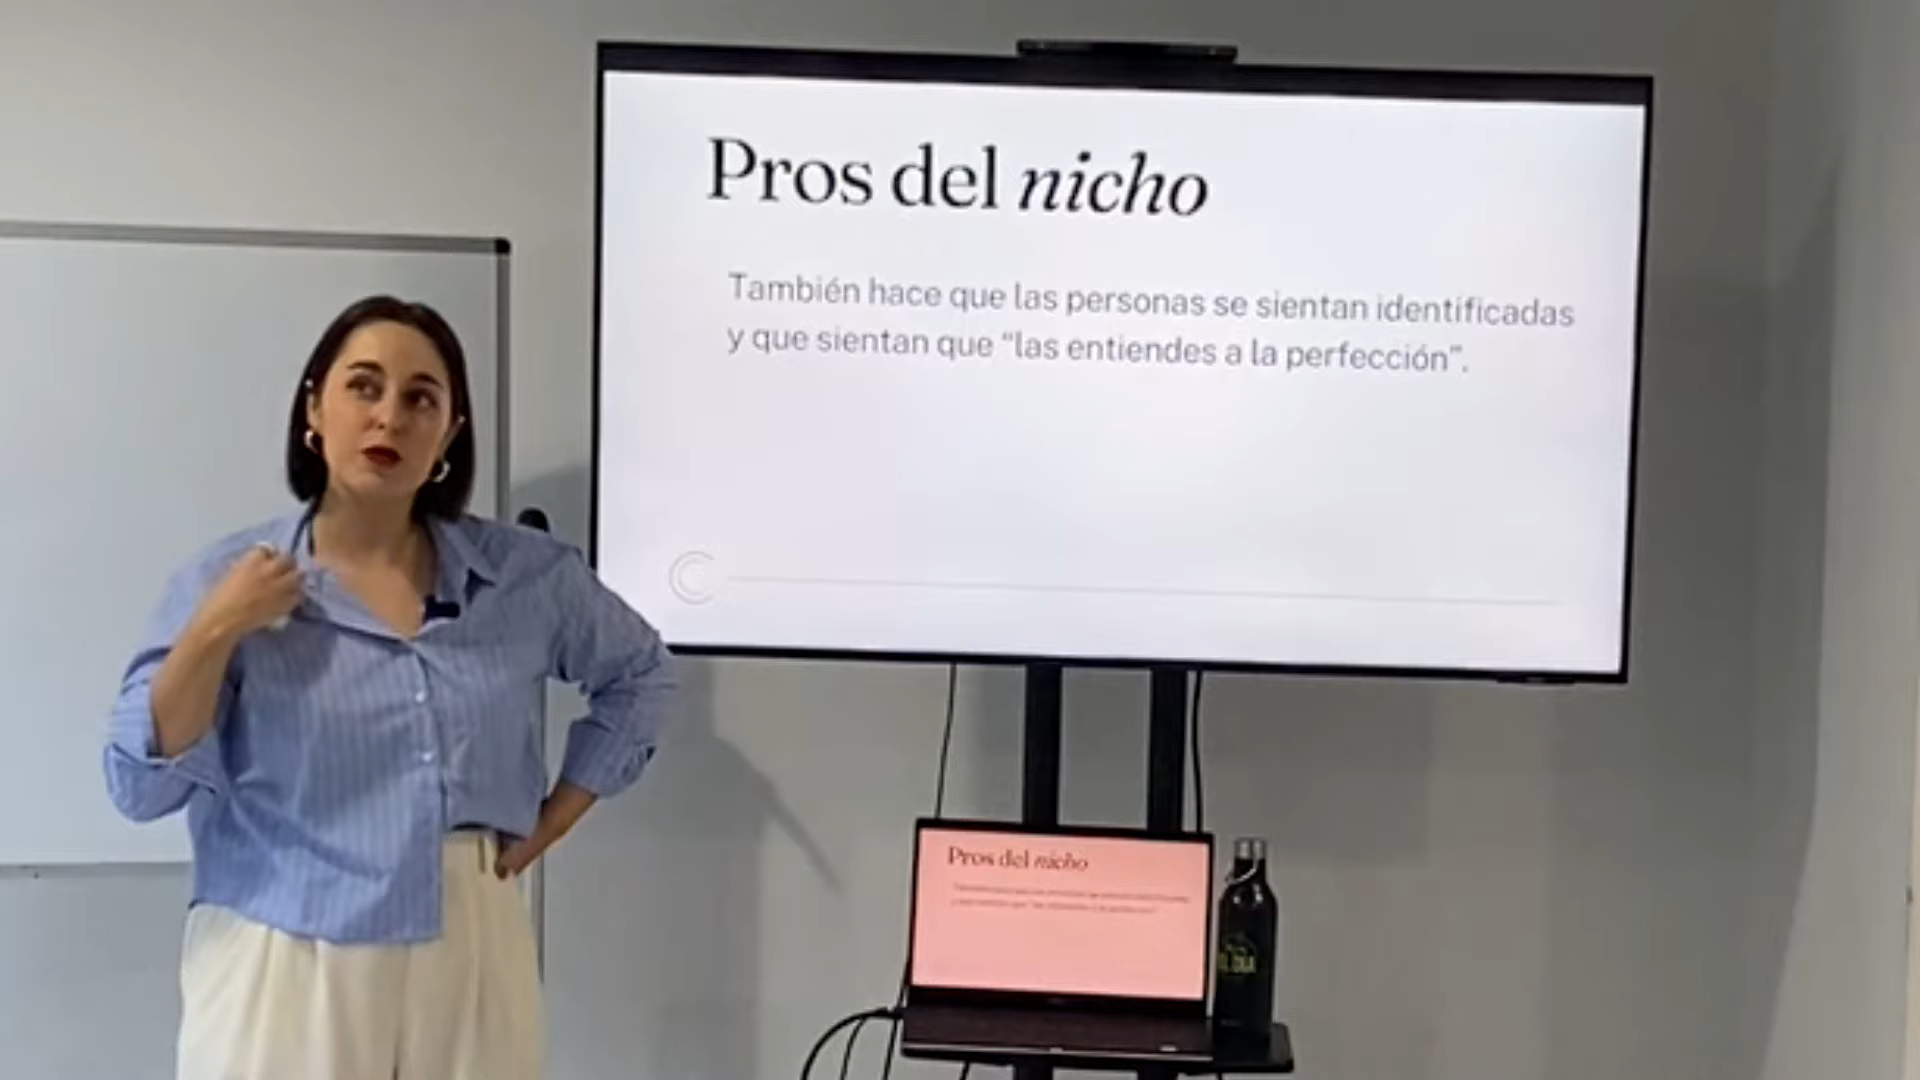 Pros del nicho
También hace que las personas se sientan identificadas
y que sientan que “las entiendes a la perfección”.
Pros del nicho